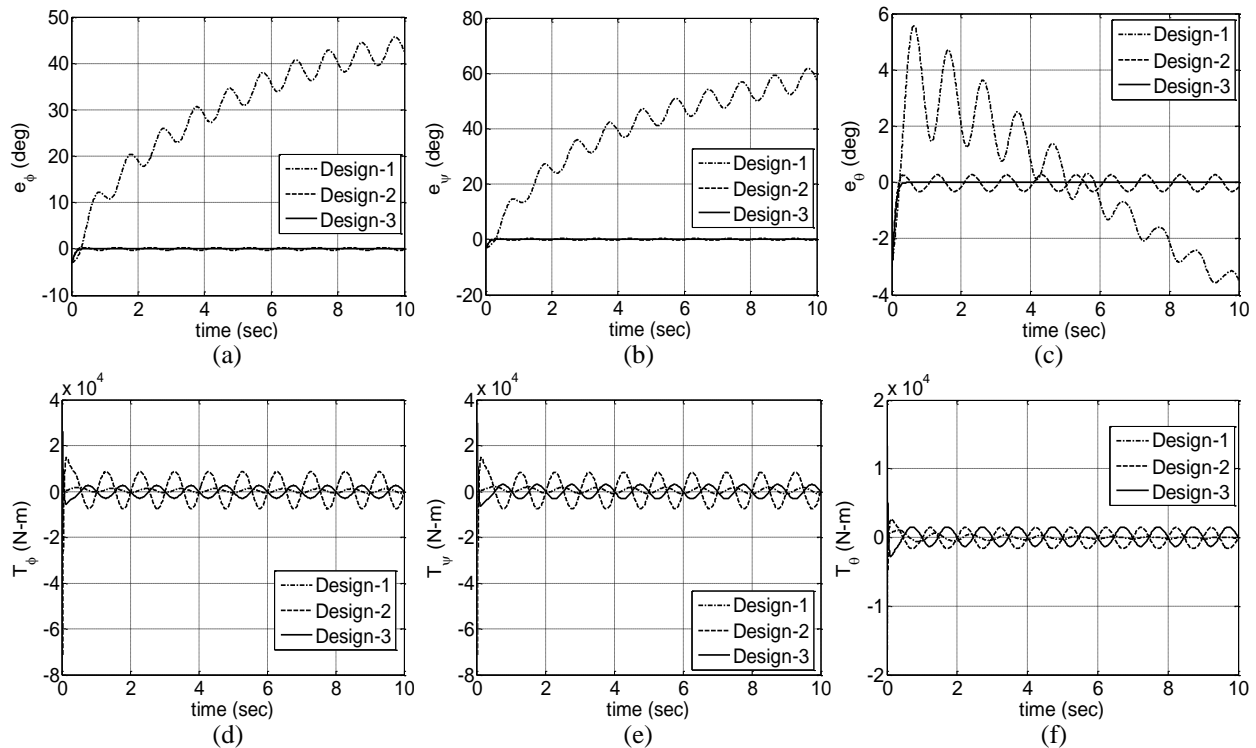 50
40
30
20
10
0
-10
e_ϕ (deg)
Design-1
Design-2
Design-3
0 2 4 6 8 10
time (sec)
(a)
80
60
40
20
0
-20
e_ψ (deg)
Design-1
Design-2
Design-3
0 2 4 6 8 10
time (sec)
(b)
6
4
2
0
-2
-4
e_θ (deg)
Design-1
Design-2
Design-3
0 2 4 6 8 10
time (sec)
(c)
x 10^4
4
2
0
-2
-4
-6
-8
T_ϕ (N-m)
Design-1
Design-2
Design-3
0 2 4 6 8 10
time (sec)
(d)
x 10^4
4
2
0
-2
-4
-6
-8
T_ψ (N-m)
Design-1
Design-2
Design-3
0 2 4 6 8 10
time (sec)
(e)
x 10^4
2
1
0
-1
-2
T_θ (N-m)
Design-1
Design-2
Design-3
0 2 4 6 8 10
time (sec)
(f)